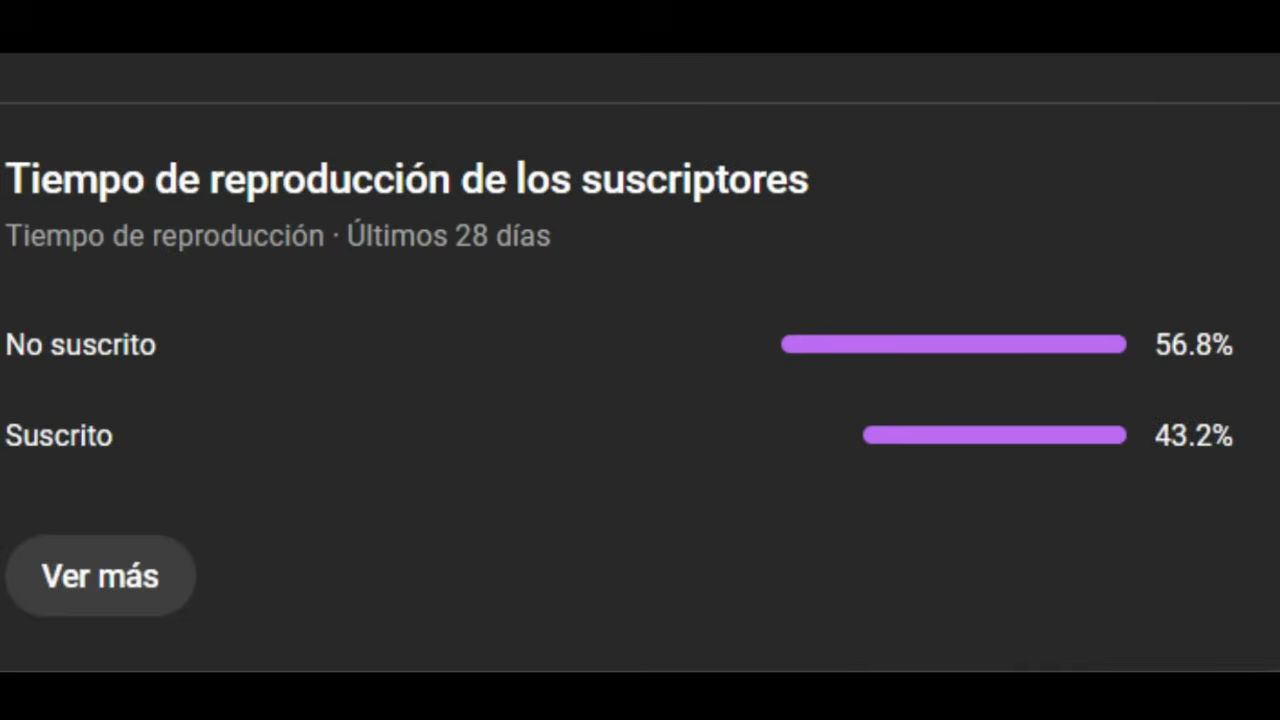 Tiempo de reproducción de los suscriptores
Tiempo de reproducción · Últimos 28 días
No suscrito 56.8%
Suscrito 43.2%
Ver más